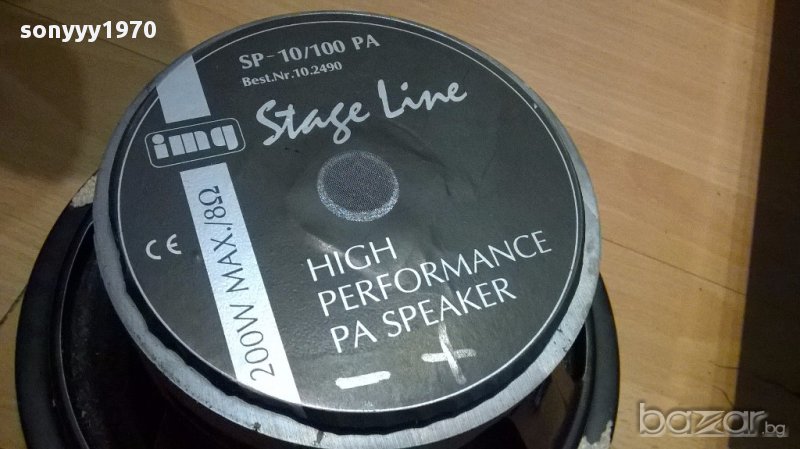 sonyyy1970
SP-10/100 PA
Best.Nr.10.2490
img Stage Line
CE
200W MAX./8Ω
HIGH
PERFORMANCE
PA SPEAKER
- +
bazar.bg